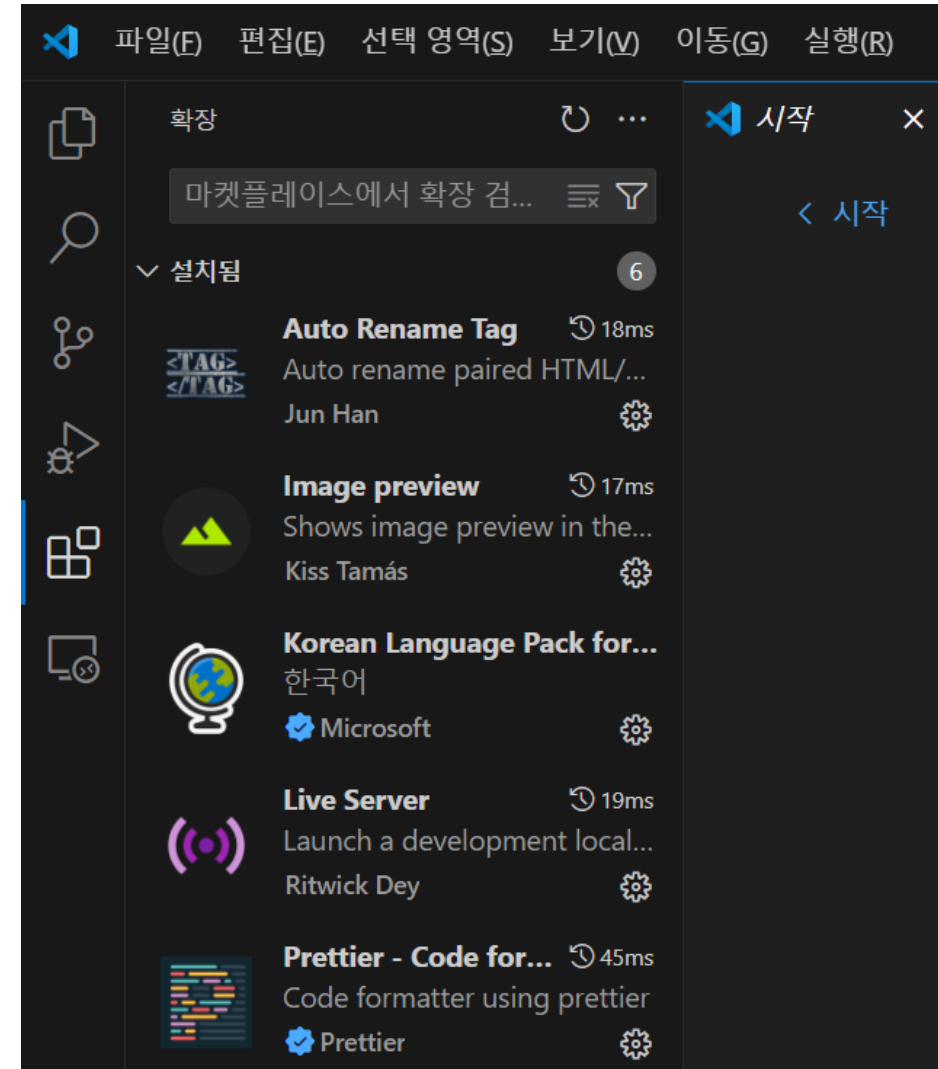 파일(F) 편집(E) 선택 영역(S) 보기(V) 이동(G) 실행(R)
확장
시작
마켓플레이스에서 확장 검...
시작
설치됨 6
Auto Rename Tag 18ms
<TAG>
</TAG>
Auto rename paired HTML/...
Jun Han
Image preview 17ms
Shows image preview in the...
Kiss Tamás
Korean Language Pack for...
한국어
Microsoft
Live Server 19ms
Launch a development local...
Ritwick Dey
Prettier - Code for... 45ms
Code formatter using prettier
Prettier